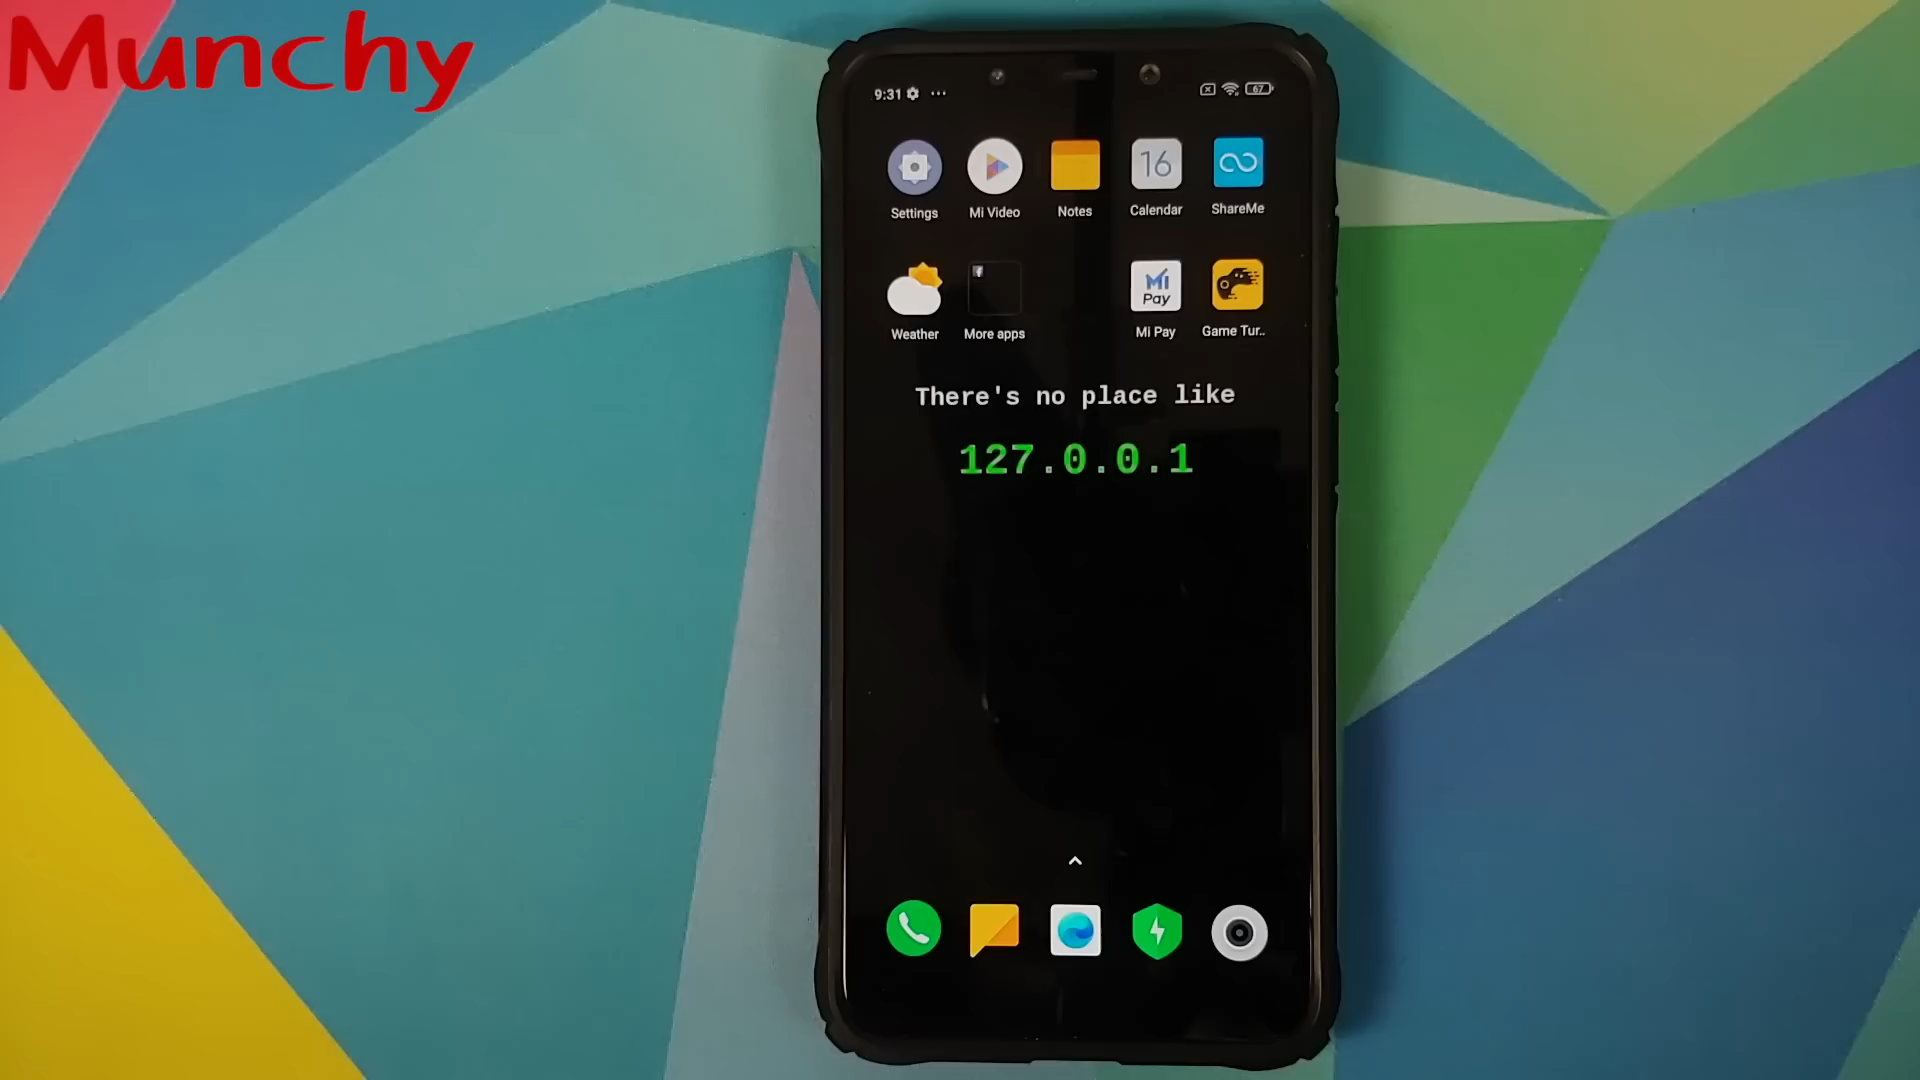 Munchy
9:31 ... 67
Settings Mi Video Notes 16 Calendar ShareMe
Weather More apps Mi Pay Mi Pay Game Tur..
There's no place like
127.0.0.1